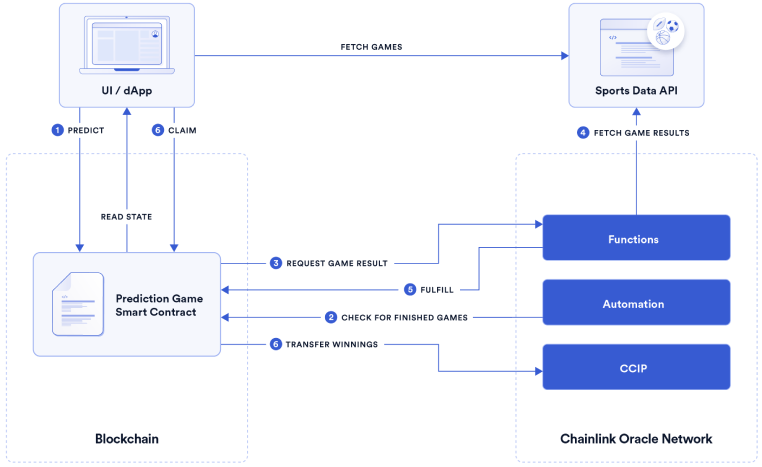 FETCH GAMES
UI / dApp
Sports Data API
1 PREDICT
6 CLAIM
4 FETCH GAME RESULTS
READ STATE
Functions
3 REQUEST GAME RESULT
5 FULFILL
Prediction Game
Smart Contract
Automation
2 CHECK FOR FINISHED GAMES
6 TRANSFER WINNINGS
CCIP
Blockchain
Chainlink Oracle Network